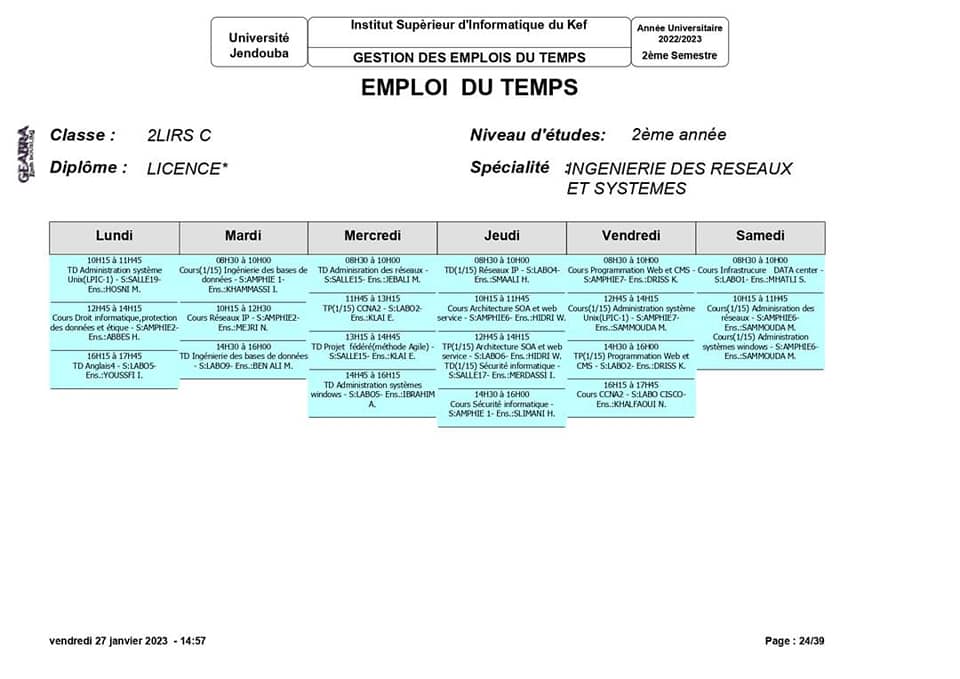 Université
Jendouba
Institut Supèrieur d'Informatique du Kef
GESTION DES EMPLOIS DU TEMPS
Année Universitaire
2022/2023
2ème Semestre
EMPLOI DU TEMPS
GEABRA
Classe : 2LIRS C
Niveau d'études: 2ème année
Diplôme : LICENCE*
Spécialité :INGENIERIE DES RESEAUX
ET SYSTEMES
Lundi
10H15 à 11H45
TD Administration système
Unix(LPIC-1) - S:SALLE19-
Ens.:HOSNI M.
12H45 à 14H15
Cours Droit informatique,protection
des données et étique - S:AMPHIE2-
Ens.:ABBES H.
16H15 à 17H45
TD Anglais4 - S:LABO5-
Ens.:YOUSSFI I.
Mardi
08H30 à 10H00
Cours(1/15) Ingénierie des bases de
données - S:AMPHIE 1-
Ens.:KHAMMASSI I.
10H15 à 12H30
Cours Réseaux IP - S:AMPHIE2-
Ens.:MEJRI N.
14H30 à 16H00
TD Ingénierie des bases de données
- S:LABO9- Ens.:BEN ALI M.
Mercredi
08H30 à 10H00
TD Adminisration des réseaux -
S:SALLE15- Ens.:JEBALI M.
11H45 à 13H15
TP(1/15) CCNA2 - S:LABO2-
Ens.:KLAI E.
13H15 à 14H45
TD Projet fédéré(méthode Agile) -
S:SALLE15- Ens.:KLAI E.
14H45 à 16H15
TD Administration systèmes
windows - S:LABO5- Ens.:IBRAHIM
A.
Jeudi
08H30 à 10H00
TD(1/15) Réseaux IP - S:LABO4-
Ens.:SMAALI H.
10H15 à 11H45
Cours Architecture SOA et web
service - S:AMPHIE6- Ens.:HIDRI W.
12H45 à 14H15
TP(1/15) Architecture SOA et web
service - S:LABO6- Ens.:HIDRI W.
TD(1/15) Sécurité informatique -
S:SALLE17- Ens.:MERDASSI I.
14H30 à 16H00
Cours Sécurité informatique -
S:AMPHIE 1- Ens.:SLIMANI H.
Vendredi
08H30 à 10H00
Cours Programmation Web et CMS -
S:AMPHIE7- Ens.:DRISS K.
12H45 à 14H15
Cours(1/15) Administration système
Unix(LPIC-1) - S:AMPHIE7-
Ens.:SAMMOUDA M.
14H30 à 16H00
TP(1/15) Programmation Web et
CMS - S:LABO2- Ens.:DRISS K.
16H15 à 17H45
Cours CCNA2 - S:LABO CISCO-
Ens.:KHALFAOUI N.
Samedi
08H30 à 10H00
Cours Infrastrucure DATA center -
S:LABO1- Ens.:MHATLI S.
10H15 à 11H45
Cours(1/15) Adminisration des
réseaux - S:AMPHIE6-
Ens.:SAMMOUDA M.
Cours(1/15) Administration
systèmes windows - S:AMPHIE6-
Ens.:SAMMOUDA M.
vendredi 27 janvier 2023 - 14:57
Page : 24/39